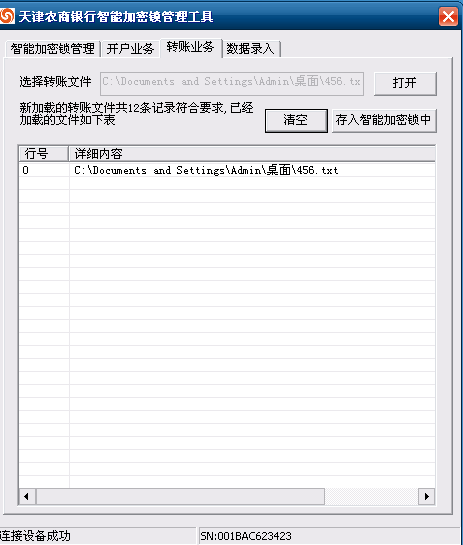 天津农商银行智能加密锁管理工具
智能加密锁管理 开户业务 转账业务 数据录入
选择转账文件 C:\Documents and Settings\Admin\桌面\456.tx 打开
新加载的转账文件共12条记录符合要求,已经
加载的文件如下表 清空 存入智能加密锁中
行号 详细内容
0 C:\Documents and Settings\Admin\桌面\456.txt
连接设备成功 SN:001BAC623423